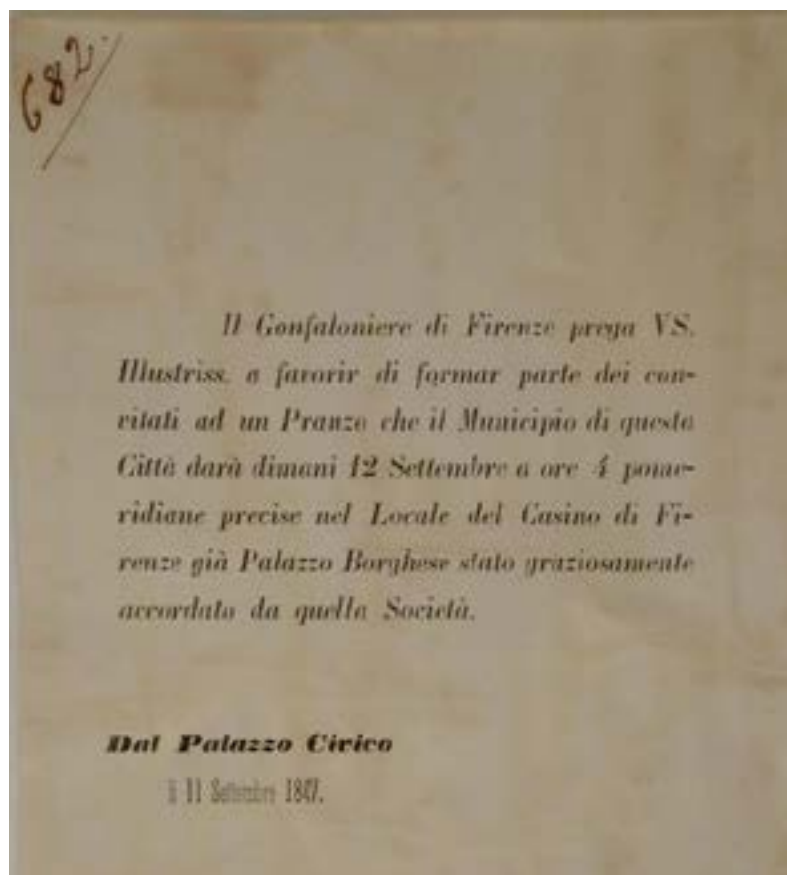 682.
Il Gonfaloniere di Firenze prega VS.
Illustriss. a favorir di formar parte dei con-
vitati ad un Pranzo che il Municipio di questa
Città darà dimani 12 Settembre a ore 4 pome-
ridiane precise nel Locale del Casino di Fi-
renze già Palazzo Borghese stato graziosamente
accordato da quella Società.
Dal Palazzo Civico
li 11 Settembre 1847.